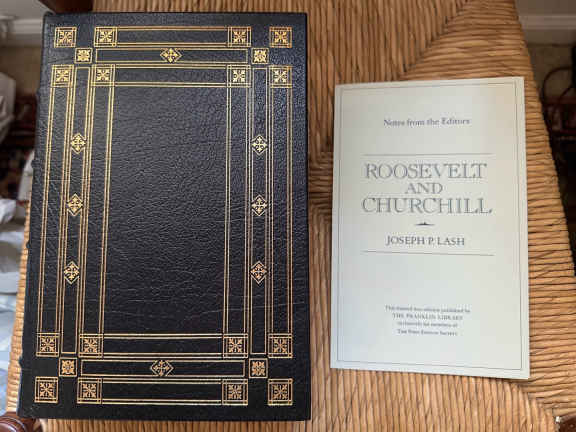 Notes from the Editors
ROOSEVELT
AND
CHURCHILL
JOSEPH P. LASH
This limited first edition published by
THE FRANKLIN LIBRARY
exclusively for members of
THE FIRST EDITION SOCIETY